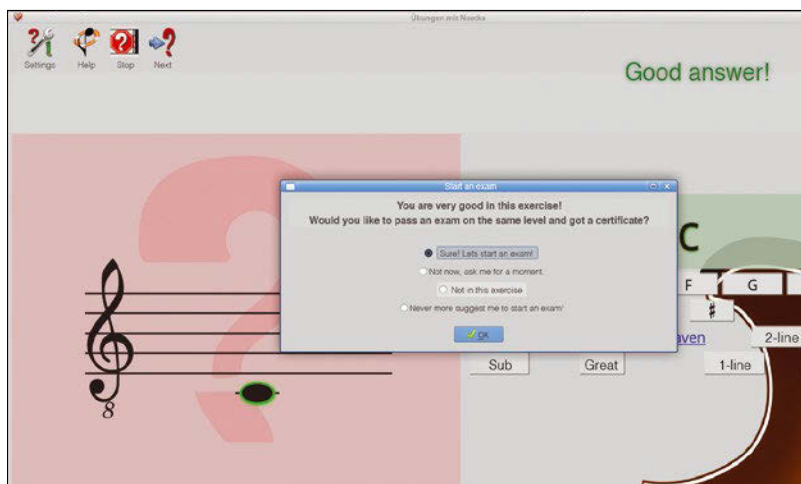 Übungen mit Nootka
Settings
Help
Stop
Next
Good answer!
Start an exam
You are very good in this exercise!
Would you like to pass an exam on the same level and got a certificate?
Sure! Lets start an exam!
Not now, ask me for a moment.
Not in this exercise
Never more suggest me to start an exam!
OK
C
F
G
#
aven
2-line
Sub
Great
1-line
8